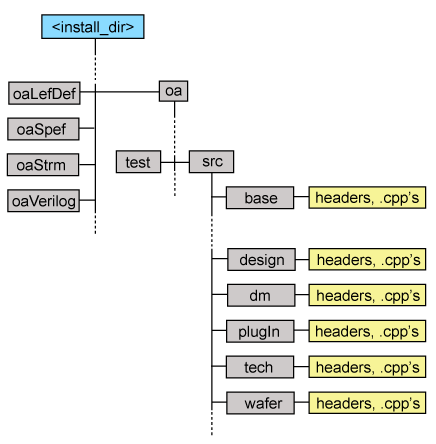 <install_dir>
oaLefDef
oa
oaSpef
oaStrm
test
src
oaVerilog
base
headers, .cpp's
design
headers, .cpp's
dm
headers, .cpp's
plugIn
headers, .cpp's
tech
headers, .cpp's
wafer
headers, .cpp's